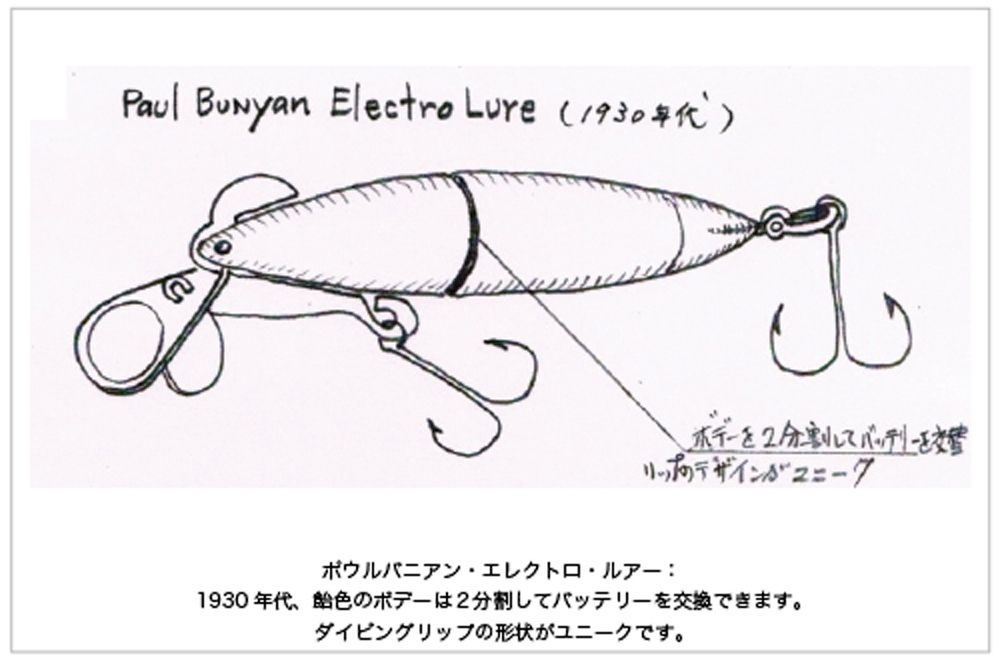 Paul Bunyan Electro Lure (1930年代)
ボデーを2分割してバッテリーを交替
リップのデザインがユニーク
ポウルバニアン・エレクトロ・ルアー：
1930年代、飴色のボデーは２分割してバッテリーを交換できます。
ダイビングリップの形状がユニークです。